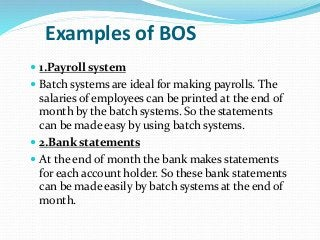 Examples of BOS
• 1.Payroll system
• Batch systems are ideal for making payrolls. The
salaries of employees can be printed at the end of
month by the batch systems. So the statements
can be made easy by using batch systems.
• 2.Bank statements
• At the end of month the bank makes statements
for each account holder. So these bank statements
can be made easily by batch systems at the end of
month.